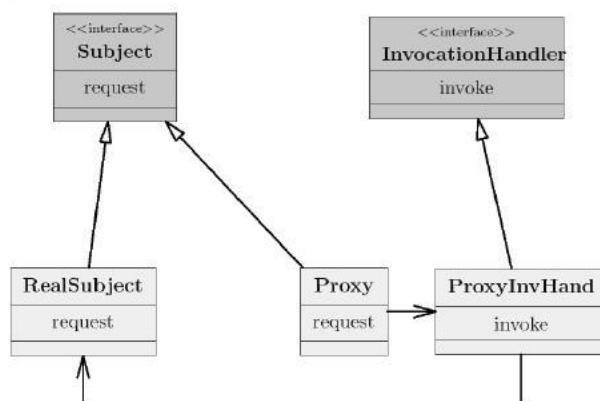 <<interface>>
Subject
request
<<interface>>
InvocationHandler
invoke
RealSubject
request
Proxy
request
ProxyInvHand
invoke